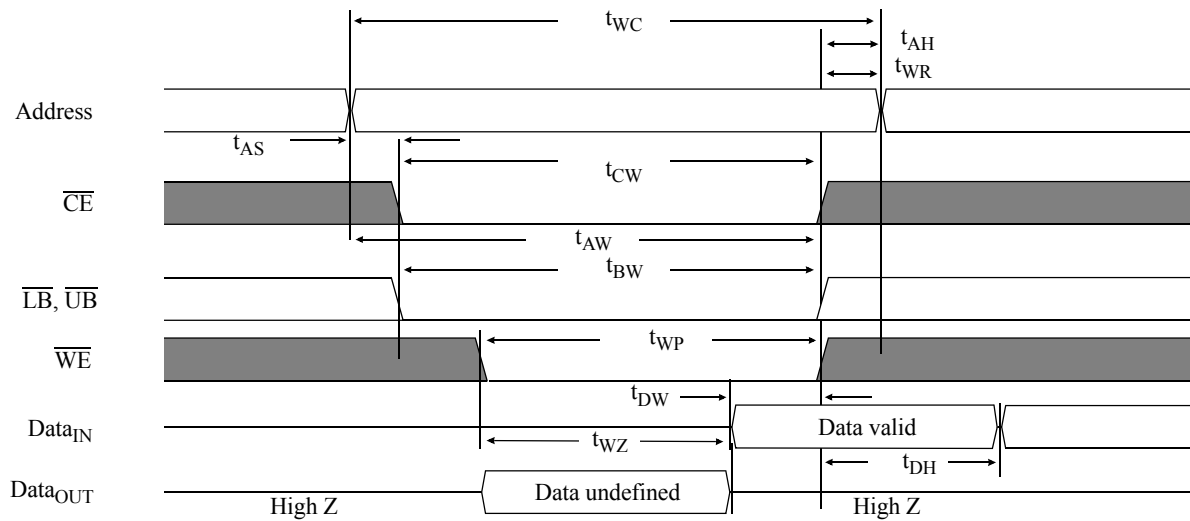 tWC
tAH
tWR
Address
tAS
tCW
CE
tAW
tBW
LB, UB
tWP
WE
tDW
DataIN
Data valid
tWZ
tDH
DataOUT
Data undefined
High Z
High Z